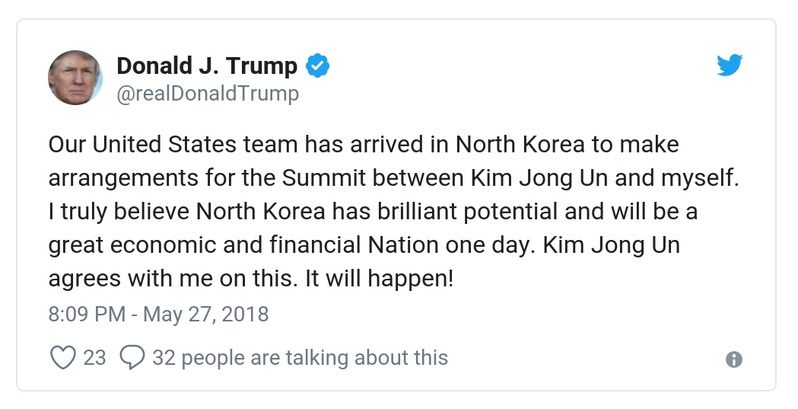 Donald J. Trump
@realDonaldTrump
Our United States team has arrived in North Korea to make
arrangements for the Summit between Kim Jong Un and myself.
I truly believe North Korea has brilliant potential and will be a
great economic and financial Nation one day. Kim Jong Un
agrees with me on this. It will happen!
8:09 PM - May 27, 2018
23 32 people are talking about this